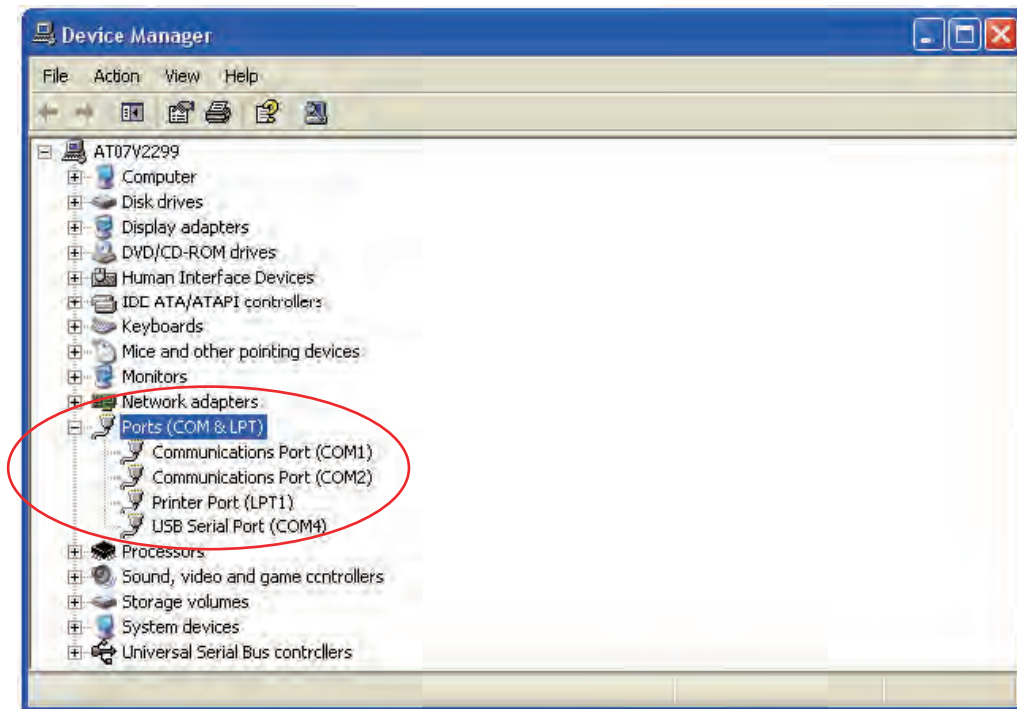 Device Manager
File Action View Help
AT07V2299
Computer
Disk drives
Display adapters
DVD/CD-ROM drives
Human Interface Devices
IDE ATA/ATAPI controllers
Keyboards
Mice and other pointing devices
Monitors
Network adapters
Ports (COM & LPT)
Communications Port (COM1)
Communications Port (COM2)
Printer Port (LPT1)
USB Serial Port (COM4)
Processors
Sound, video and game controllers
Storage volumes
System devices
Universal Serial Bus controllers